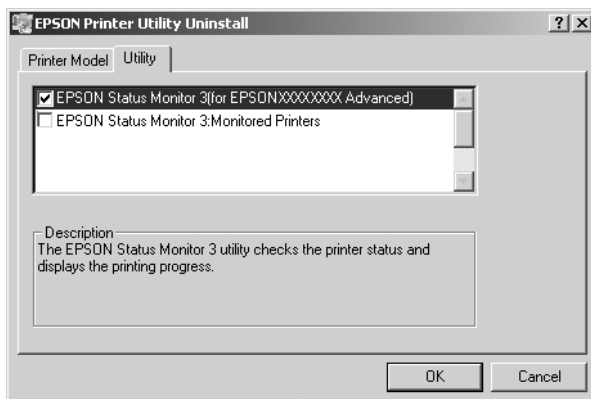 EPSON Printer Utility Uninstall
Printer Model Utility
EPSON Status Monitor 3(for EPSONXXXXXXXX Advanced)
EPSON Status Monitor 3:Monitored Printers
Description
The EPSON Status Monitor 3 utility checks the printer status and
displays the printing progress.
OK Cancel